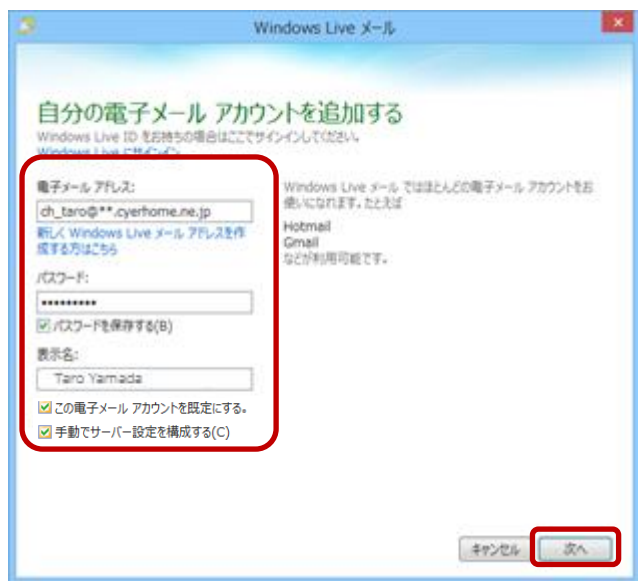 Windows Live メール
自分の電子メール アカウントを追加する
Windows Live ID をお持ちの場合はここでサインインしてください。
Windows Live にサインイン
電子メール アドレス:
ch_taro@**.cyerhome.ne.jp
新しく Windows Live メール アドレスを作
成する方はこちら
パスワード:
•••••••••
パスワードを保存する(B)
表示名:
Taro Yamada
この電子メール アカウントを既定にする。
手動でサーバー設定を構成する(C)
Windows Live メール ではほとんどの電子メール アカウントをお
使いになれます。たとえば
Hotmail
Gmail
などが利用可能です。
キャンセル
次へ